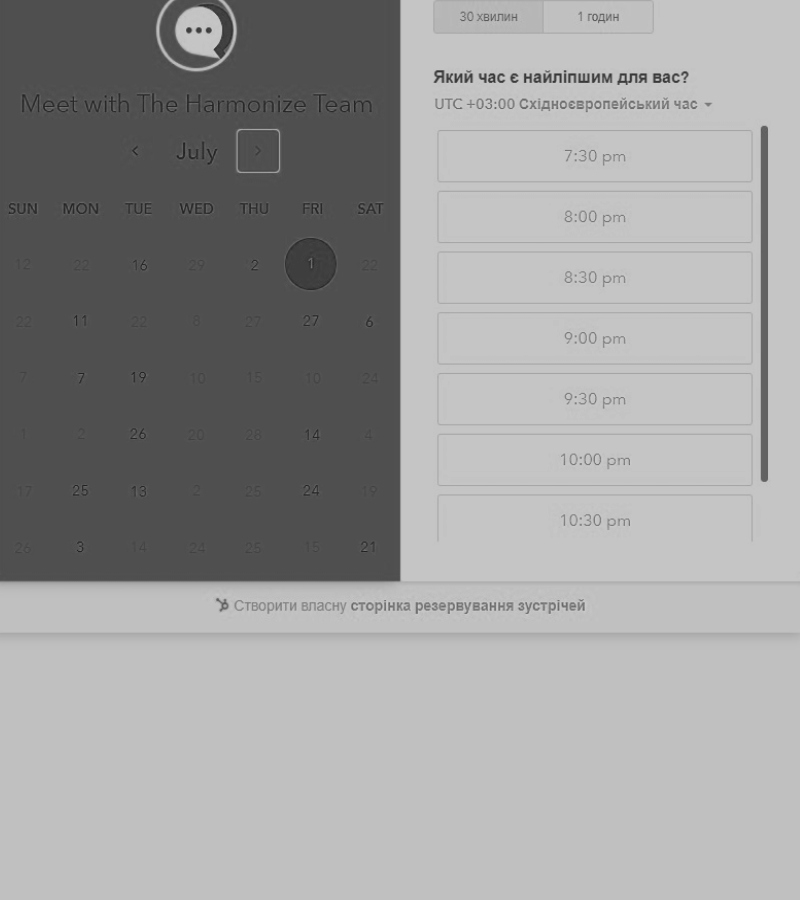 30 хвилин 1 годин
Meet with The Harmonize Team
July
SUN MON TUE WED THU FRI SAT
12 22 16 29 2 1 22
22 11 22 8 27 27 6
7 7 19 10 15 10 24
1 2 26 20 28 14 4
17 25 13 2 25 24 19
26 3 14 24 25 15 21
Який час є найліпшим для вас?
UTC +03:00 Східноєвропейський час
7:30 pm
8:00 pm
8:30 pm
9:00 pm
9:30 pm
10:00 pm
10:30 pm
Створити власну сторінка резервування зустрічей